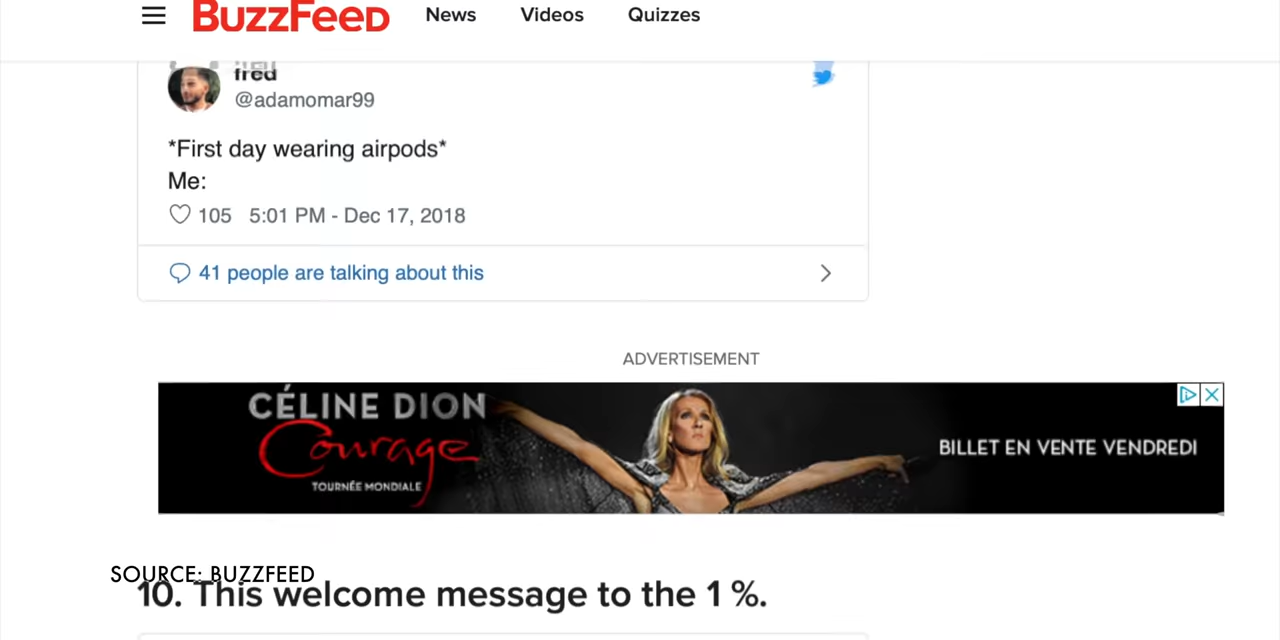 BuzzFeed News Videos Quizzes
fred
@adamomar99
*First day wearing airpods*
Me:
105 5:01 PM - Dec 17, 2018
41 people are talking about this
ADVERTISEMENT
CÉLINE DION
Courage
TOURNÉE MONDIALE
BILLET EN VENTE VENDREDI
SOURCE: BUZZFEED
10. This welcome message to the 1 %.